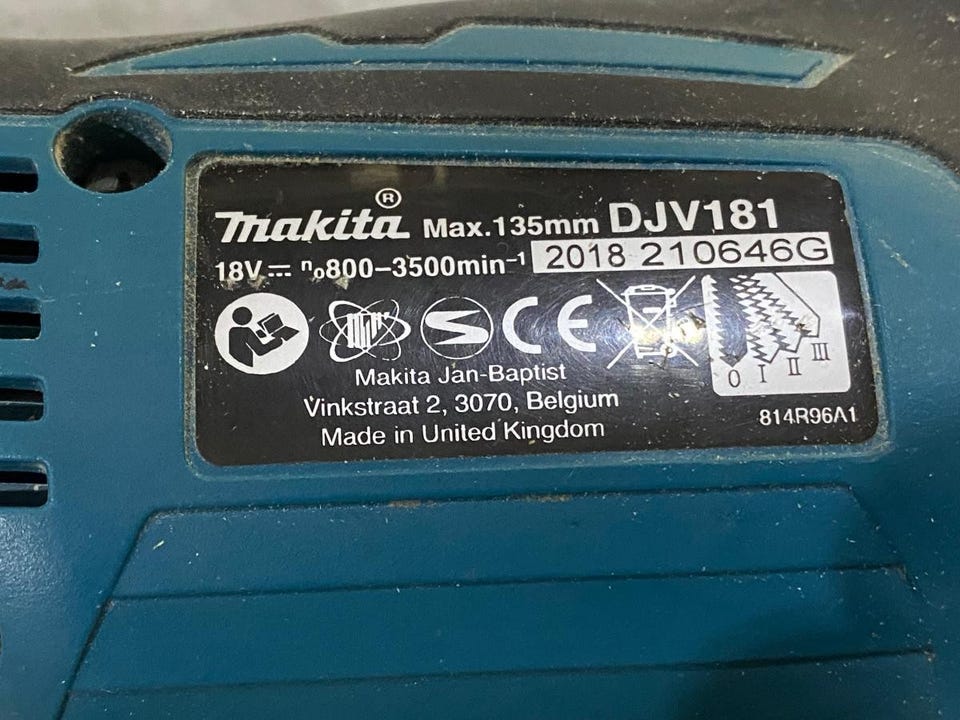 makita® Max.135mm DJV181
18V⎓ n₀800–3500min⁻¹ 2018 210646G
CE
0 I II III
Makita Jan-Baptist
Vinkstraat 2, 3070, Belgium
Made in United Kingdom
814R96A1